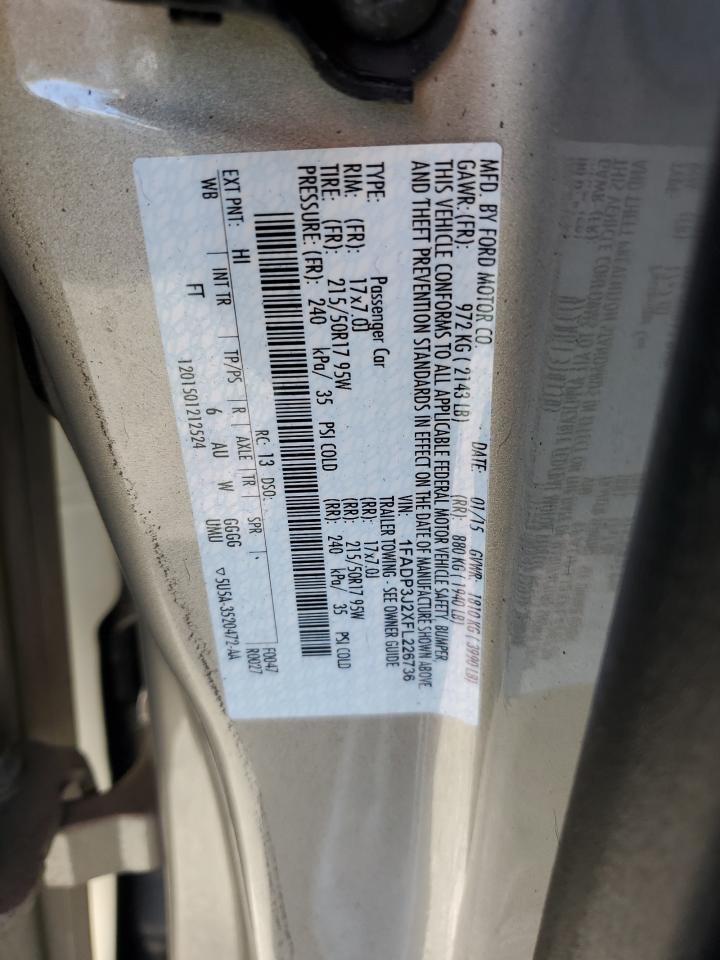 MFD. BY FORD MOTOR CO.
DATE: 01/15 GVWR: 1810 KG ( 3990 LB)
GAWR: (FR): 972 KG ( 2143 LB) (RR): 880 KG ( 1940 LB)
THIS VEHICLE CONFORMS TO ALL APPLICABLE FEDERAL MOTOR VEHICLE SAFETY, BUMPER
AND THEFT PREVENTION STANDARDS IN EFFECT ON THE DATE OF MANUFACTURE SHOWN ABOVE
VIN: 1FADP3J2XFL226736
TYPE: Passenger Car TRAILER TOWING - SEE OWNER GUIDE
RIM: (FR): 17x7.0J (RR): 17x7.0J
TIRE: (FR): 215/50R17 95W (RR): 215/50R17 95W
PRESSURE: (FR): 240 kPa/ 35 PSI COLD (RR): 240 kPa/ 35 PSI COLD
EXT PNT: HI RC: 13 DSO: F0047
WB INT TR TP/PS R AXLE TR SPR R0027
FT 6 AU W GGGG
1201501212524 UMU ▽5U5A-3520472-AA